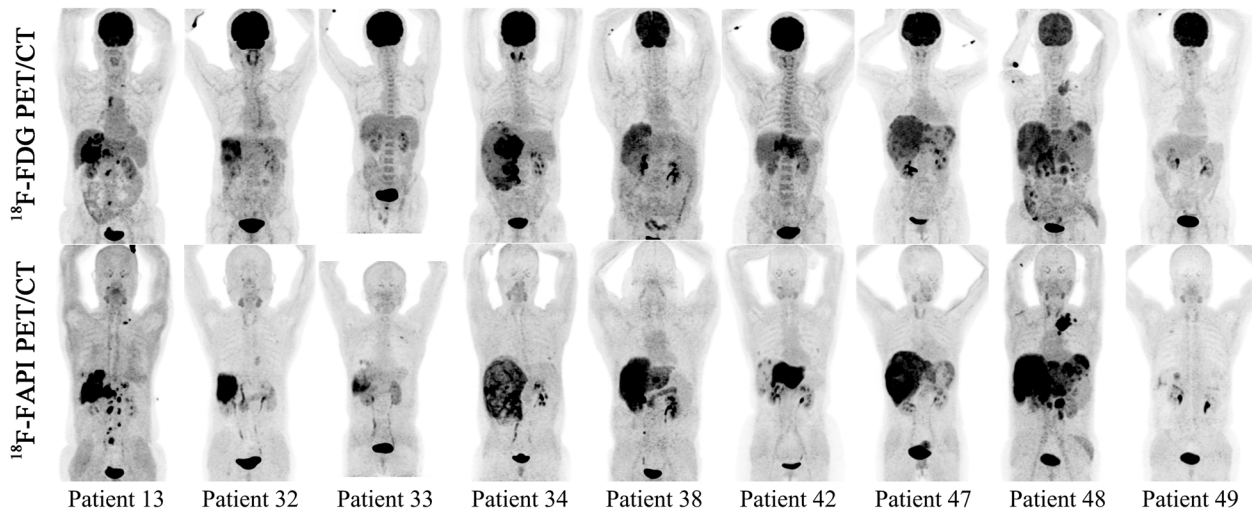 ¹⁸F-FDG PET/CT
¹⁸F-FAPI PET/CT
Patient 13 Patient 32 Patient 33 Patient 34 Patient 38 Patient 42 Patient 47 Patient 48 Patient 49